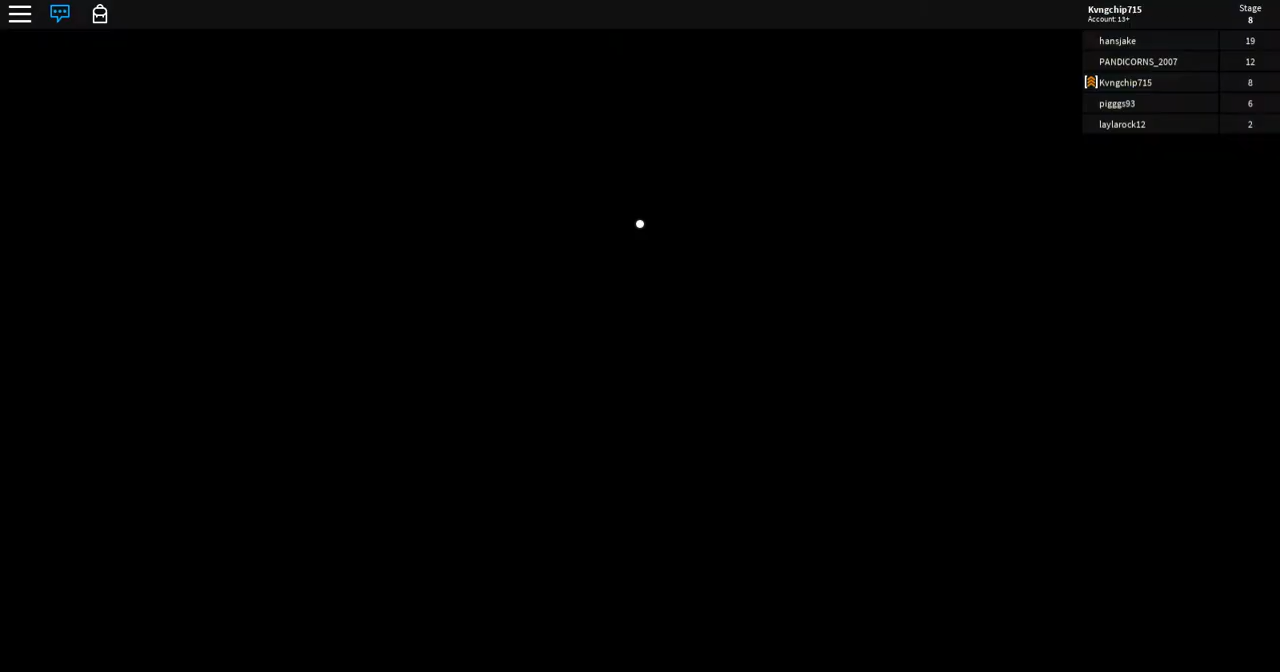 Kvngchip715 Stage
Account: 13+ 8
hansjake 19
PANDICORNS_2007 12
Kvngchip715 8
pigggs93 6
laylarock12 2